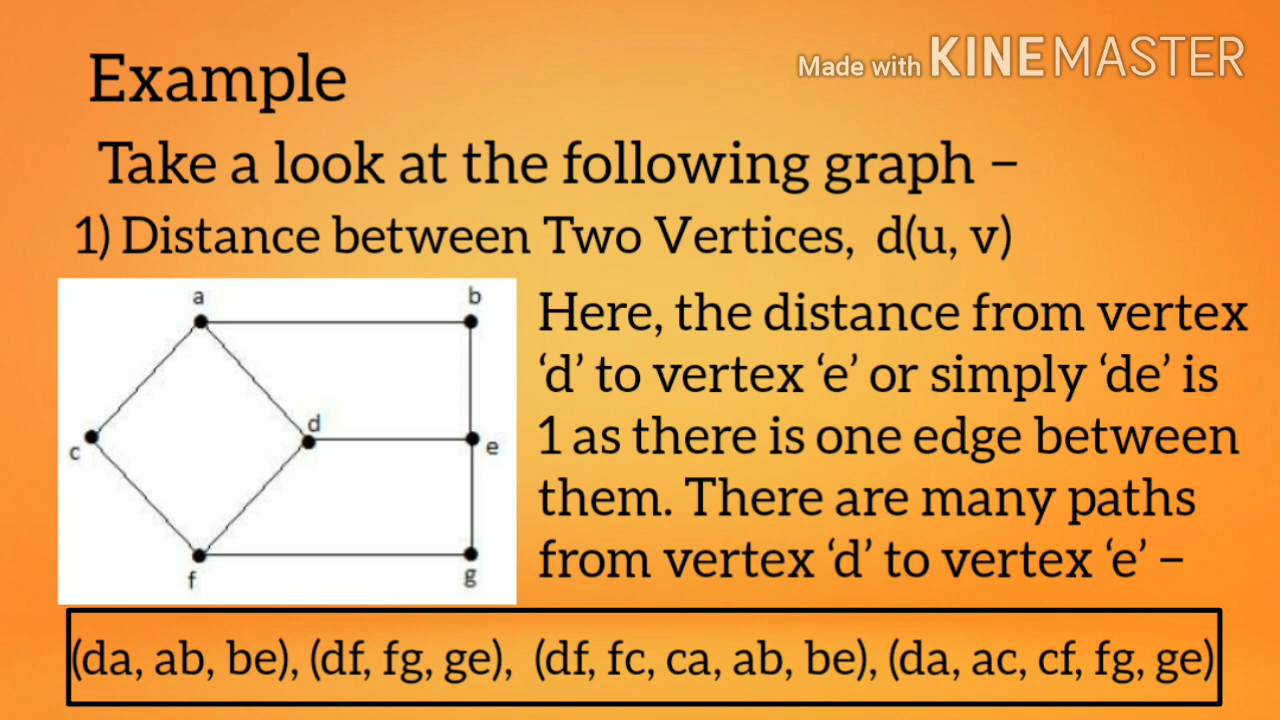 Example
Made with KINEMASTER
Take a look at the following graph −
1) Distance between Two Vertices, d(u, v)
a
b
c
d
e
f
g
Here, the distance from vertex
‘d’ to vertex ‘e’ or simply ‘de’ is
1 as there is one edge between
them. There are many paths
from vertex ‘d’ to vertex ‘e’ −
(da, ab, be), (df, fg, ge), (df, fc, ca, ab, be), (da, ac, cf, fg, ge)